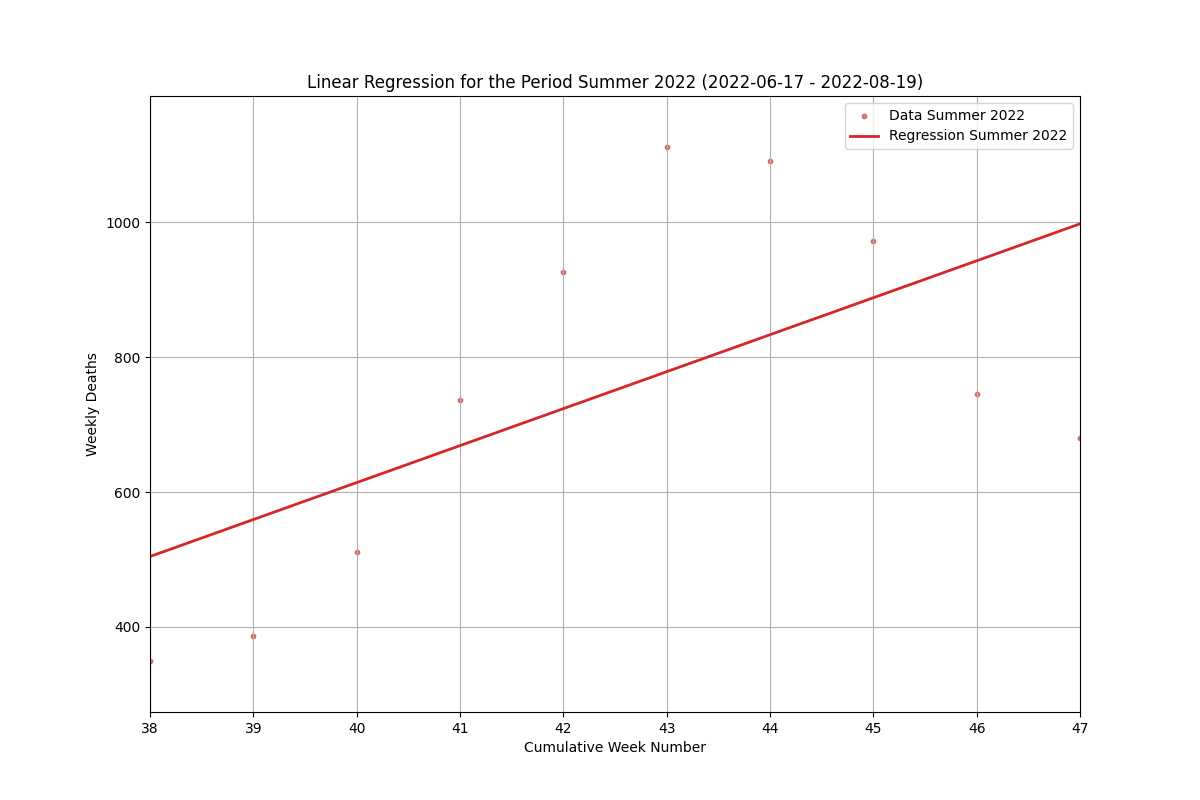 Linear Regression for the Period Summer 2022 (2022-06-17 - 2022-08-19)
Data Summer 2022
Regression Summer 2022
1000
800
600
400
Weekly Deaths
38 39 40 41 42 43 44 45 46 47
Cumulative Week Number